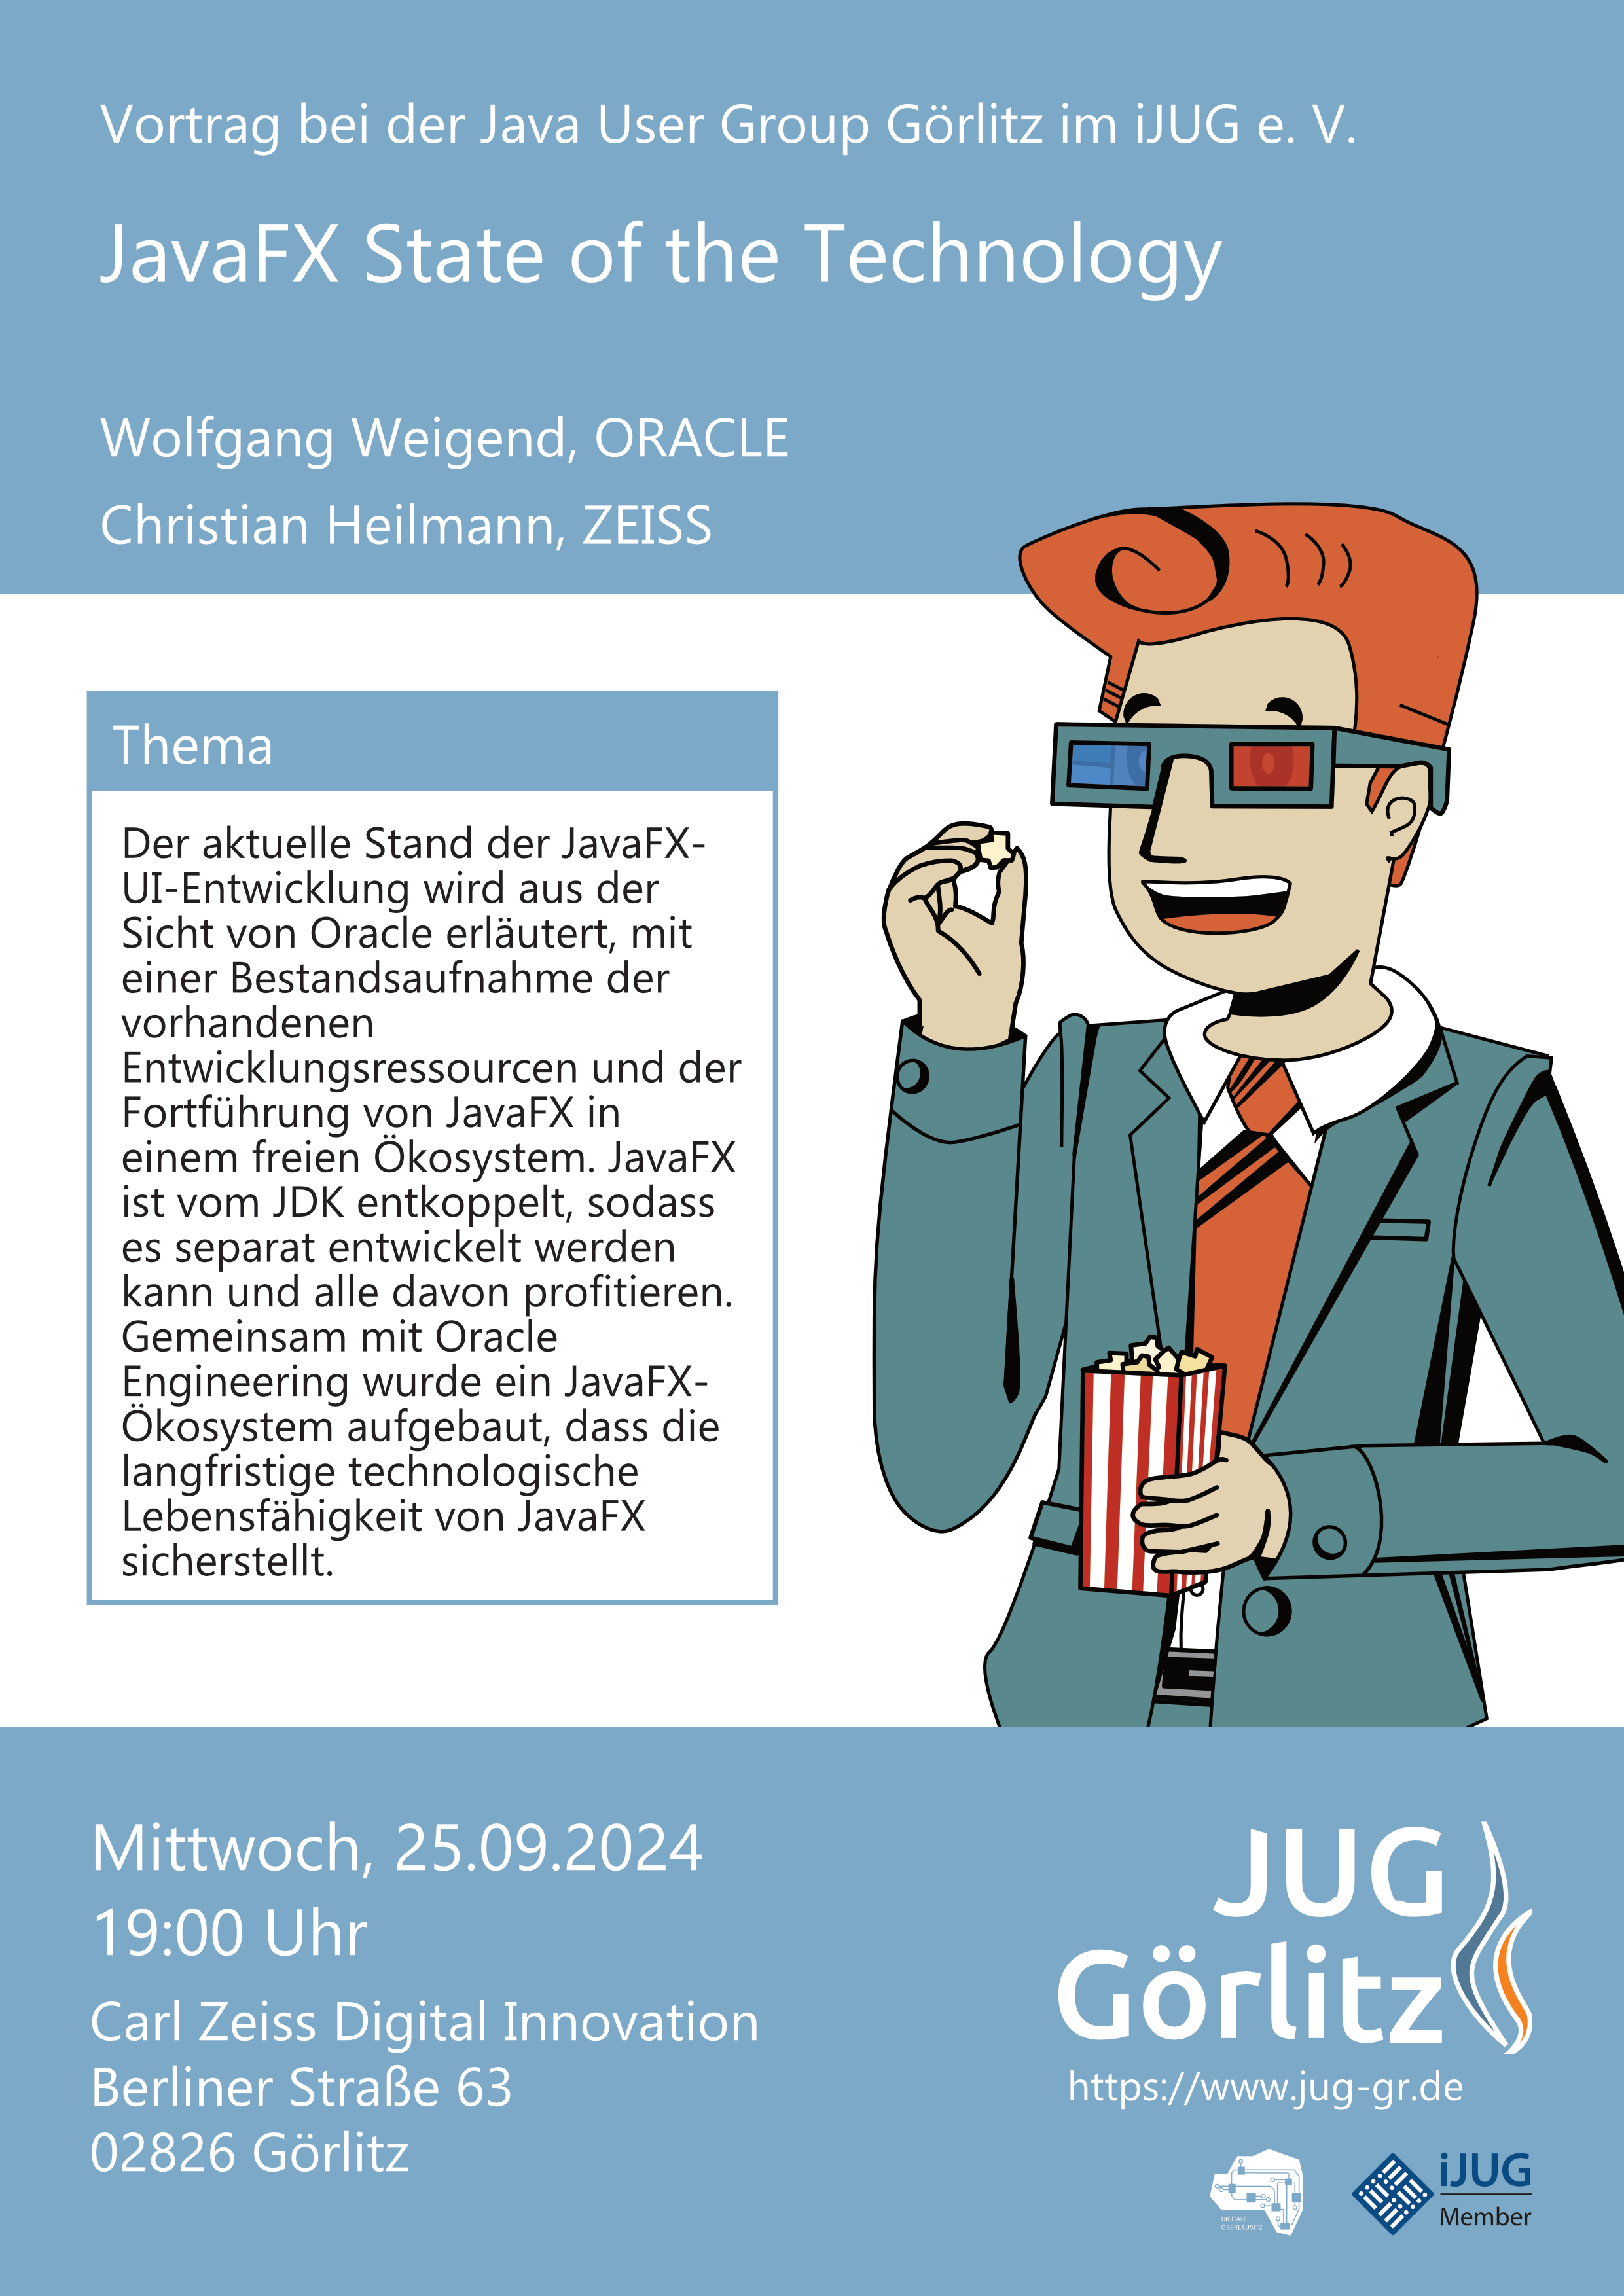 Vortrag bei der Java User Group Görlitz im iJUG e. V.
JavaFX State of the Technology
Wolfgang Weigend, ORACLE
Christian Heilmann, ZEISS
Thema
Der aktuelle Stand der JavaFX-
UI-Entwicklung wird aus der
Sicht von Oracle erläutert, mit
einer Bestandsaufnahme der
vorhandenen
Entwicklungsressourcen und der
Fortführung von JavaFX in
einem freien Ökosystem. JavaFX
ist vom JDK entkoppelt, sodass
es separat entwickelt werden
kann und alle davon profitieren.
Gemeinsam mit Oracle
Engineering wurde ein JavaFX-
Ökosystem aufgebaut, dass die
langfristige technologische
Lebensfähigkeit von JavaFX
sicherstellt.
Mittwoch, 25.09.2024
19:00 Uhr
Carl Zeiss Digital Innovation
Berliner Straße 63
02826 Görlitz
JUG
Görlitz
https://www.jug-gr.de
DIGITALE
OBERLAUSITZ
iJUG
Member